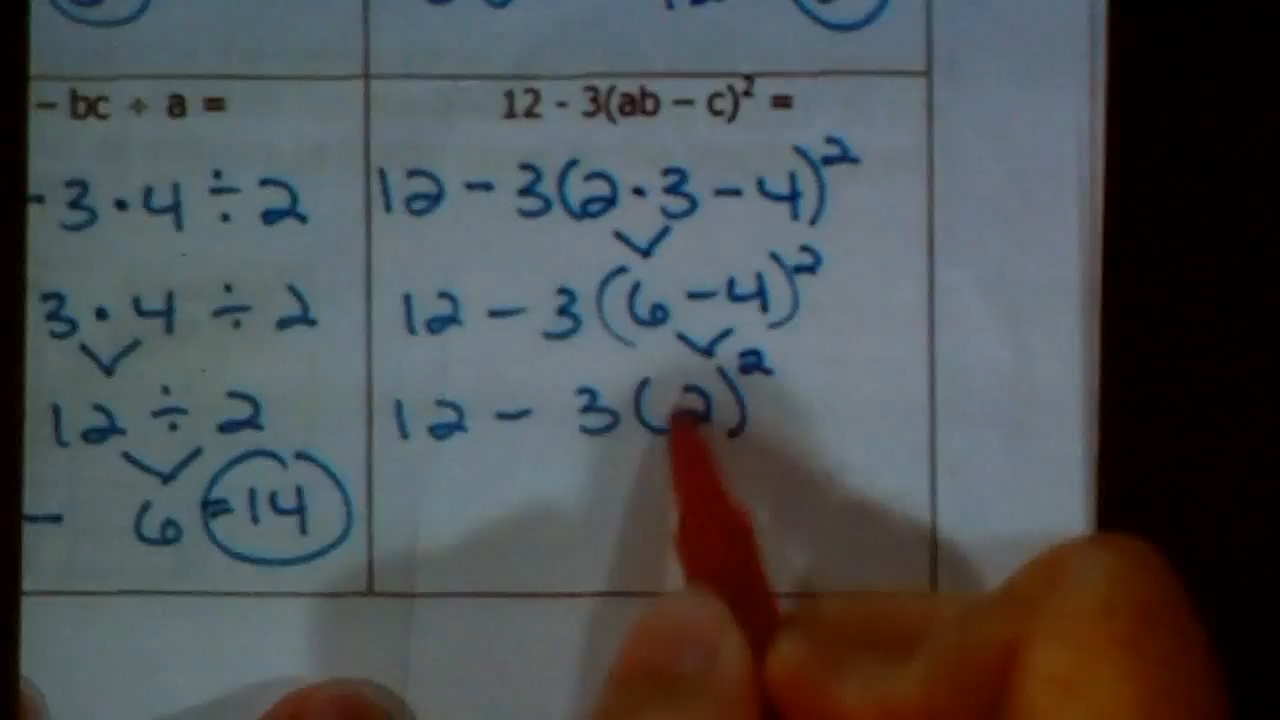 - bc ÷ a =
- 3 · 4 ÷ 2
3 · 4 ÷ 2
12 ÷ 2
- 6 = 14
12 - 3(ab - c)² =
12 - 3(2 · 3 - 4)²
12 - 3(6 - 4)²
12 - 3(2)²